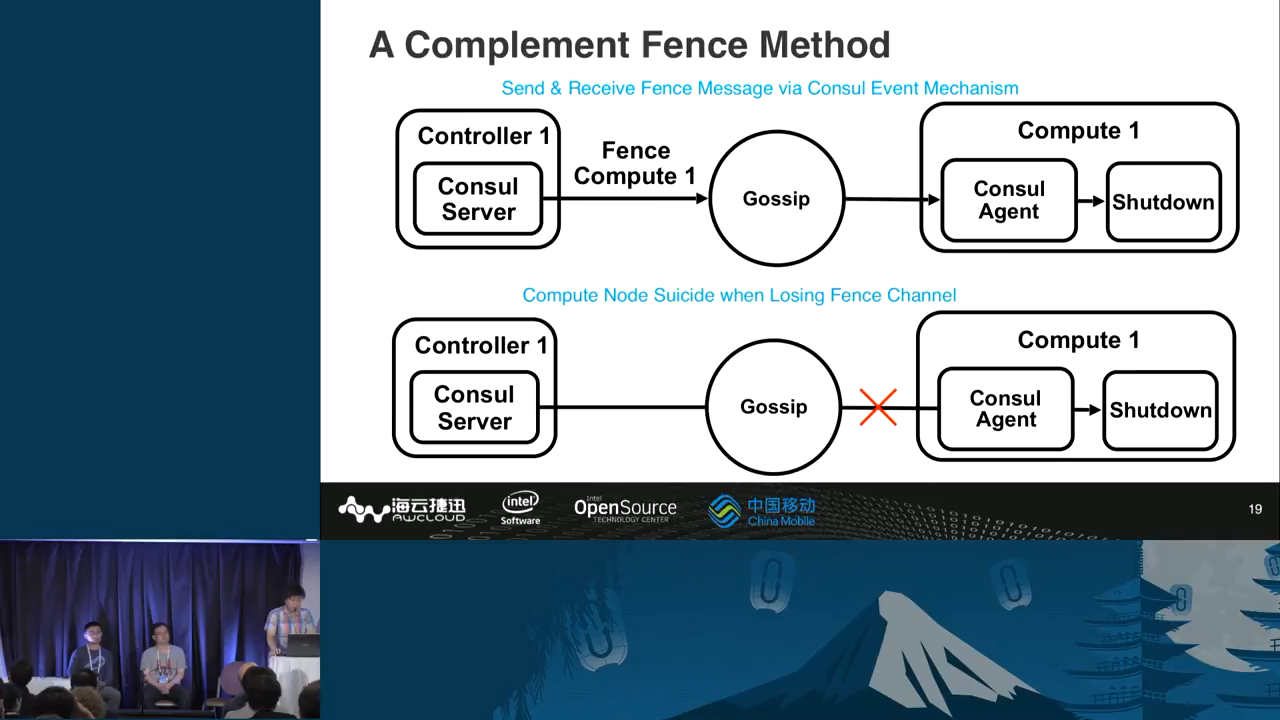 A Complement Fence Method
Send & Receive Fence Message via Consul Event Mechanism
Controller 1
Consul
Server
Fence
Compute 1
Gossip
Compute 1
Consul
Agent
Shutdown
Compute Node Suicide when Losing Fence Channel
Controller 1
Consul
Server
Gossip
Compute 1
Consul
Agent
Shutdown
海云捷迅
AWCLOUD
intel
Software
Intel
OpenSource
TECHNOLOGY CENTER
中国移动
China Mobile
19